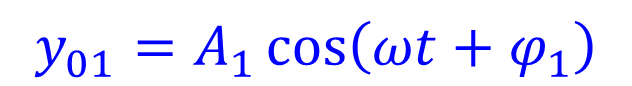 y₀₁ = A₁ cos(ωt + φ₁)